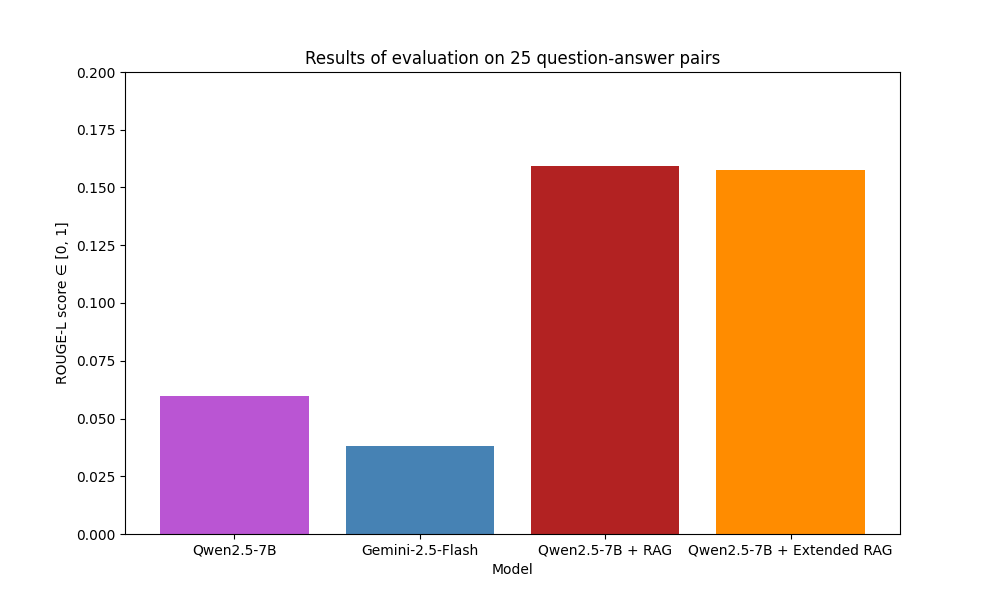 Results of evaluation on 25 question-answer pairs
0.200
0.175
0.150
0.125
0.100
0.075
0.050
0.025
0.000
ROUGE-L score ∈ [0, 1]
Qwen2.5-7B
Gemini-2.5-Flash
Qwen2.5-7B + RAG
Qwen2.5-7B + Extended RAG
Model